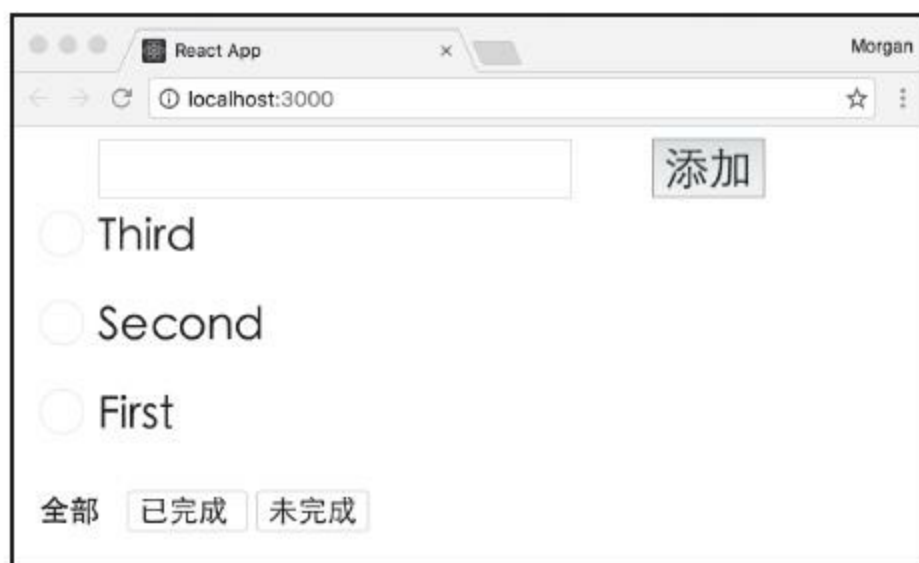 React App × Morgan
localhost:3000
添加
Third
Second
First
全部 已完成 未完成